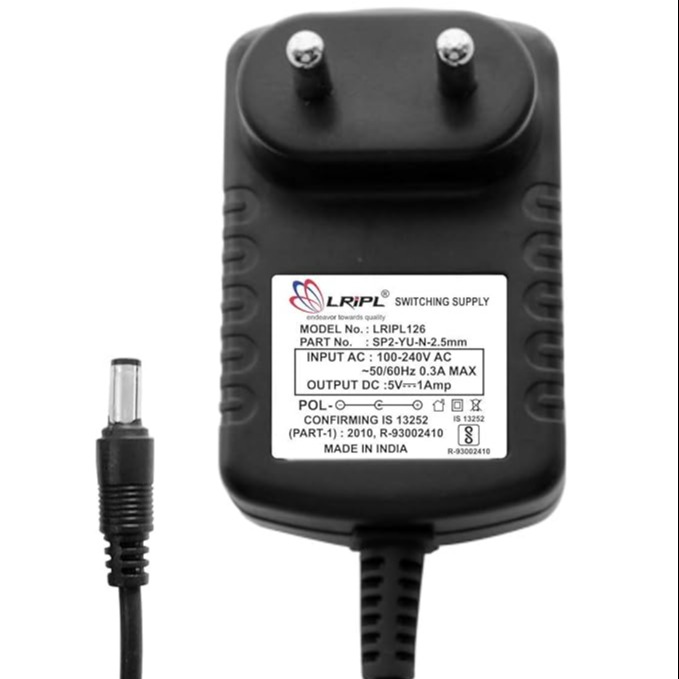 LRiPL® SWITCHING SUPPLY
endeavor towards quality
MODEL No. : LRIPL126
PART No. : SP2-YU-N-2.5mm
INPUT AC : 100-240V AC
~50/60Hz 0.3A MAX
OUTPUT DC :5V⎓1Amp
POL- - +
CONFIRMING IS 13252
(PART-1) : 2010, R-93002410
MADE IN INDIA
IS 13252
R-93002410